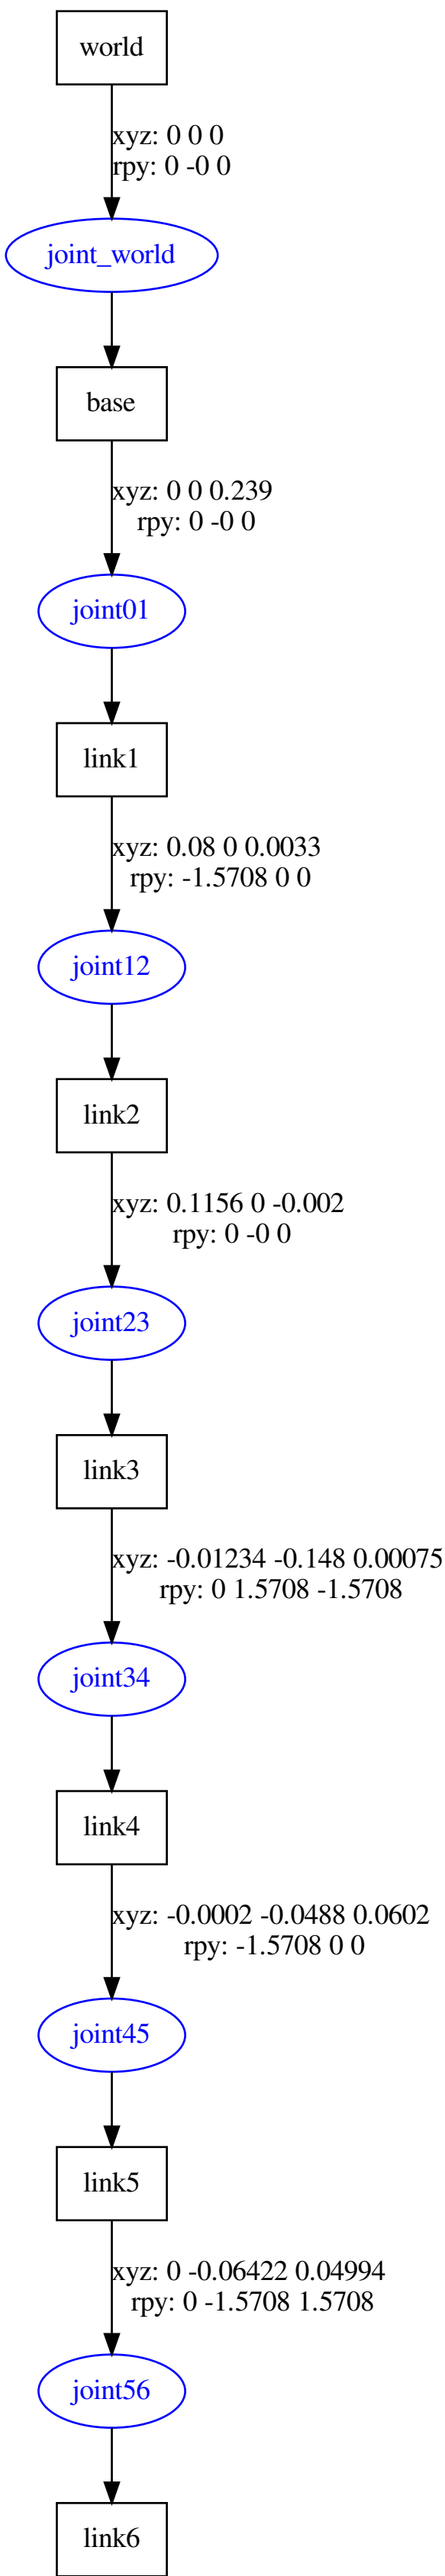 world
xyz: 0 0 0
rpy: 0 -0 0
joint_world
base
xyz: 0 0 0.239
rpy: 0 -0 0
joint01
link1
xyz: 0.08 0 0.0033
rpy: -1.5708 0 0
joint12
link2
xyz: 0.1156 0 -0.002
rpy: 0 -0 0
joint23
link3
xyz: -0.01234 -0.148 0.00075
rpy: 0 1.5708 -1.5708
joint34
link4
xyz: -0.0002 -0.0488 0.0602
rpy: -1.5708 0 0
joint45
link5
xyz: 0 -0.06422 0.04994
rpy: 0 -1.5708 1.5708
joint56
link6